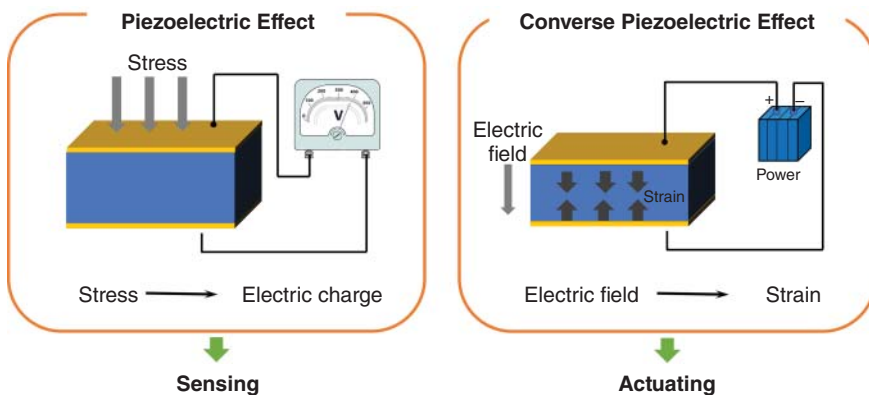 Piezoelectric Effect
Stress
V
Stress
Electric charge
Sensing
Converse Piezoelectric Effect
+ –
Electric
field
Strain
Power
Electric field
Strain
Actuating